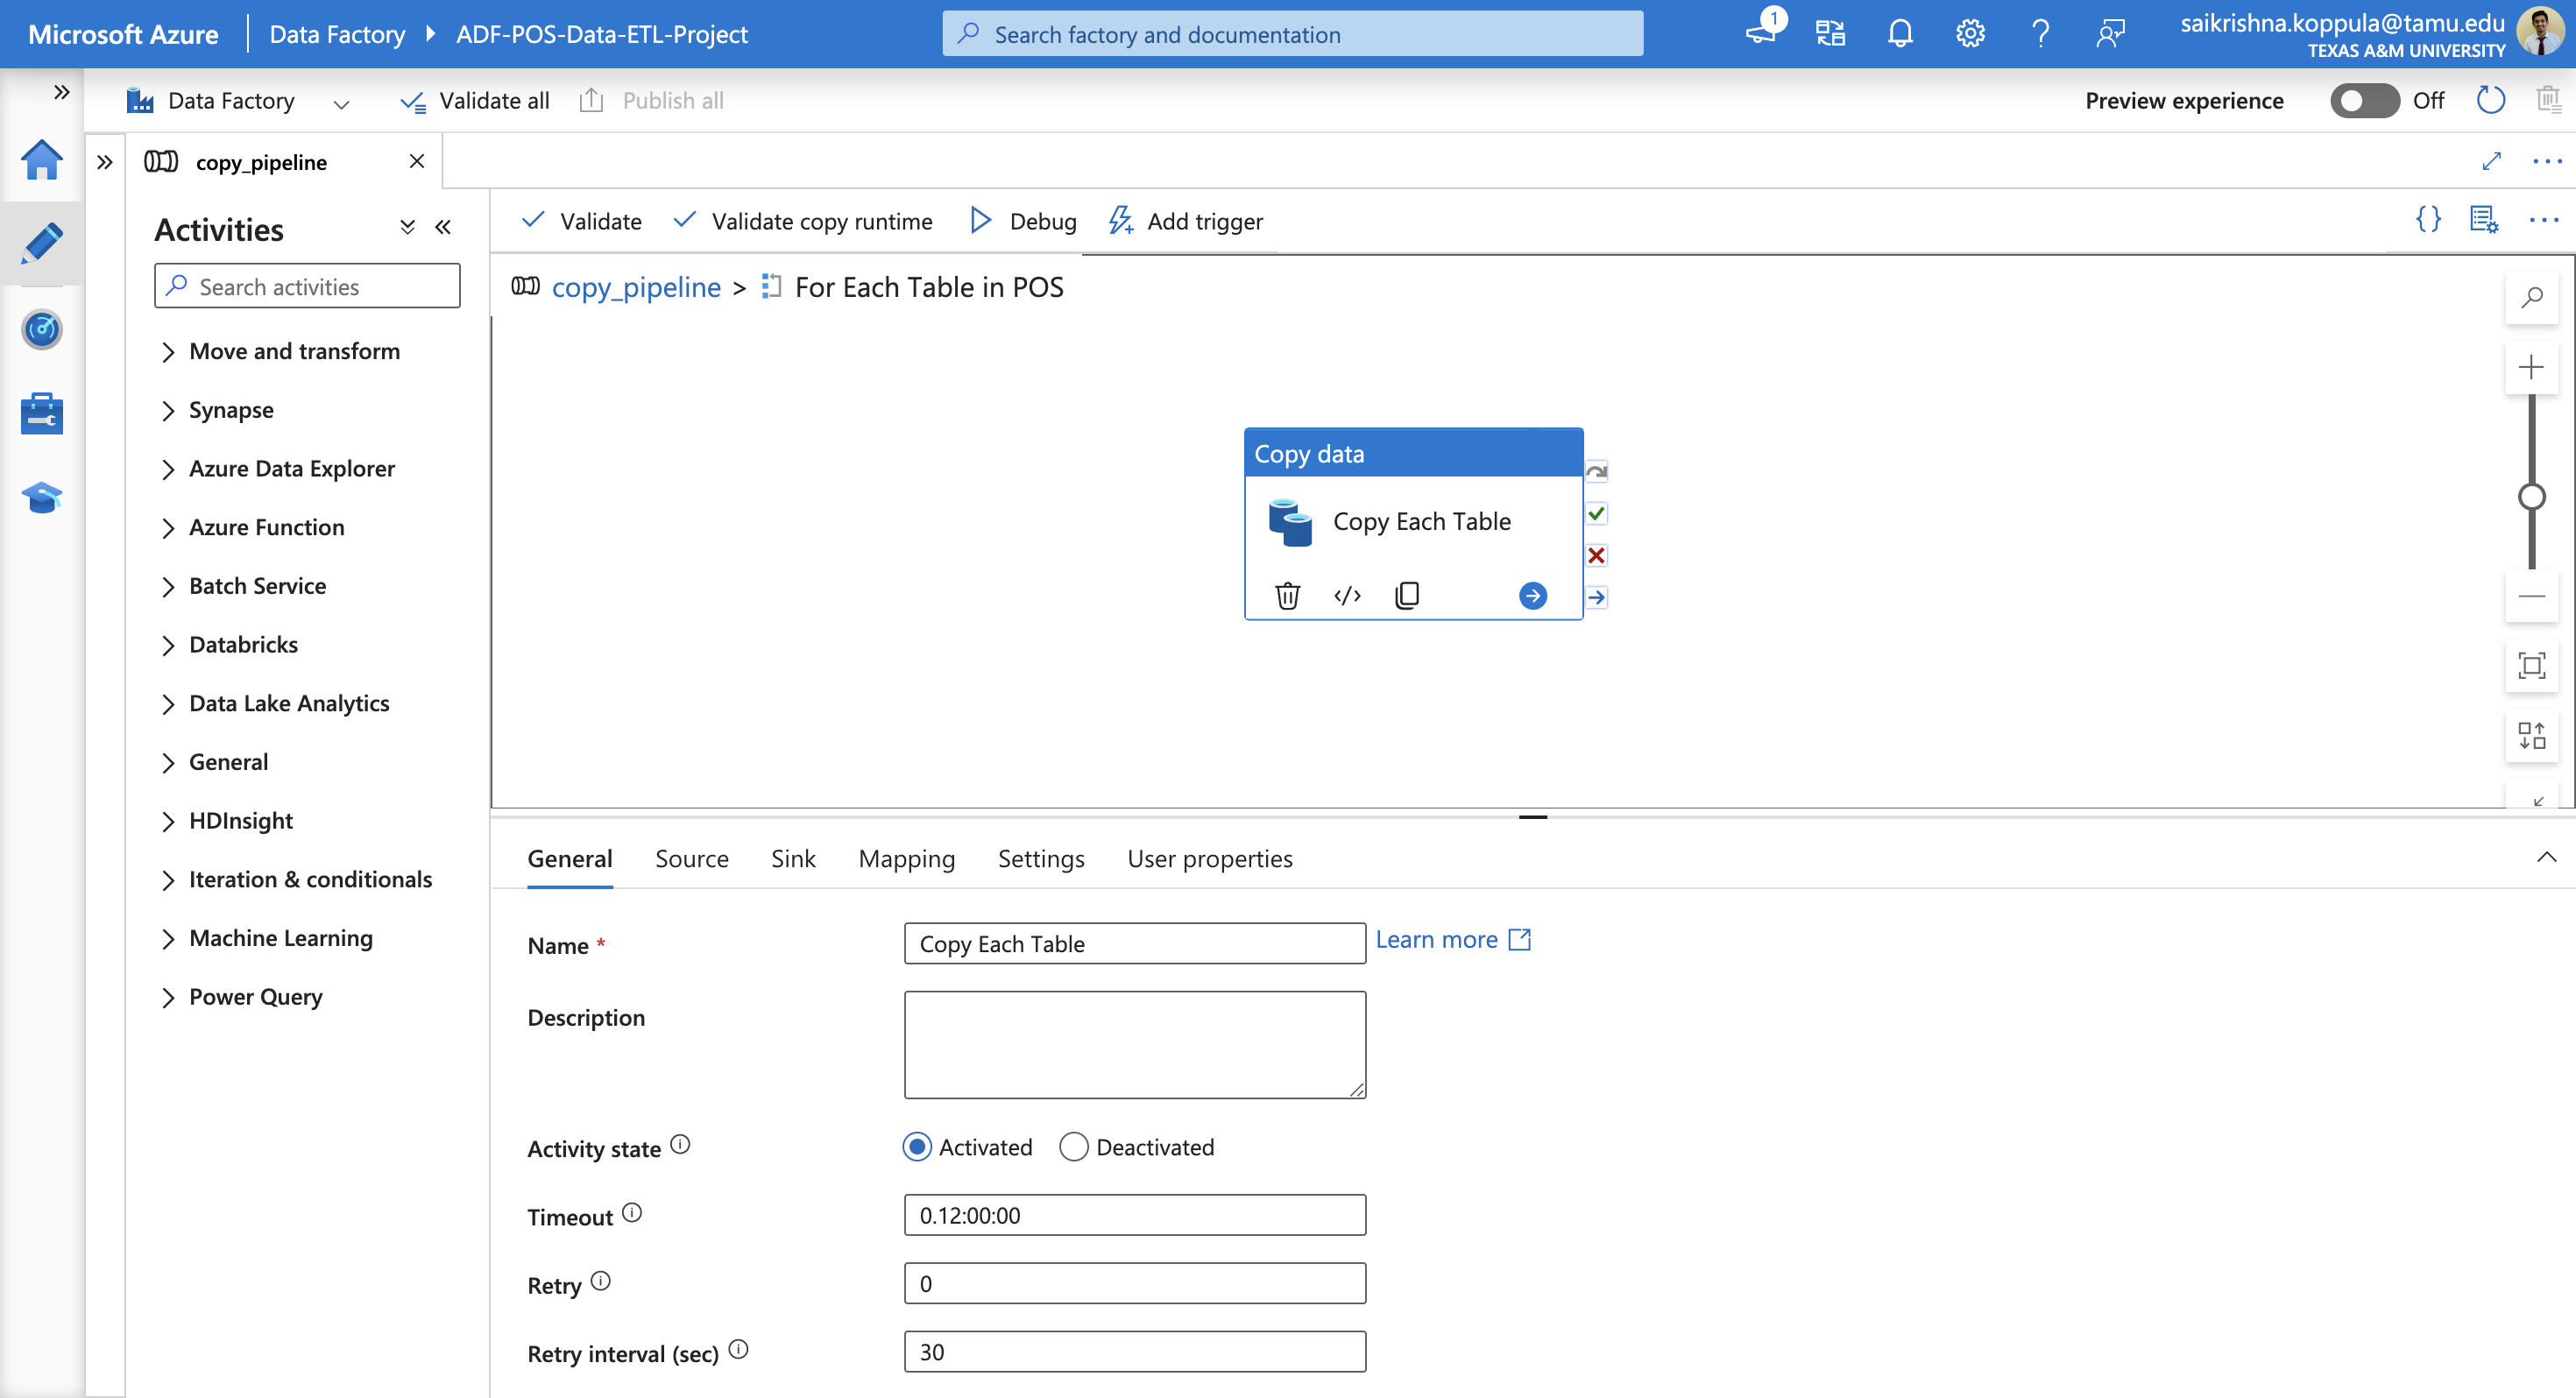 Microsoft Azure
Data Factory
ADF-POS-Data-ETL-Project
Search factory and documentation
1
saikrishna.koppula@tamu.edu
TEXAS A&M UNIVERSITY
Data Factory
Validate all
Publish all
Preview experience
Off
copy_pipeline
Activities
Search activities
Move and transform
Synapse
Azure Data Explorer
Azure Function
Batch Service
Databricks
Data Lake Analytics
General
HDInsight
Iteration & conditionals
Machine Learning
Power Query
Validate
Validate copy runtime
Debug
Add trigger
copy_pipeline > For Each Table in POS
Copy data
Copy Each Table
General
Source
Sink
Mapping
Settings
User properties
Name *
Copy Each Table
Learn more
Description
Activity state
Activated
Deactivated
Timeout
0.12:00:00
Retry
0
Retry interval (sec)
30